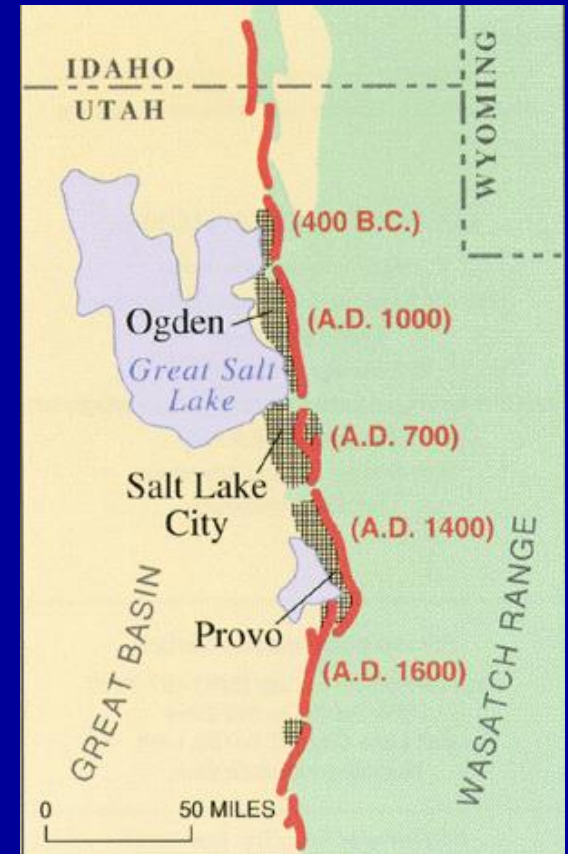 IDAHO
UTAH
WYOMING
(400 B.C.)
Ogden
(A.D. 1000)
Great Salt
Lake
(A.D. 700)
Salt Lake
City
(A.D. 1400)
Provo
(A.D. 1600)
GREAT BASIN
WASATCH RANGE
0 50 MILES